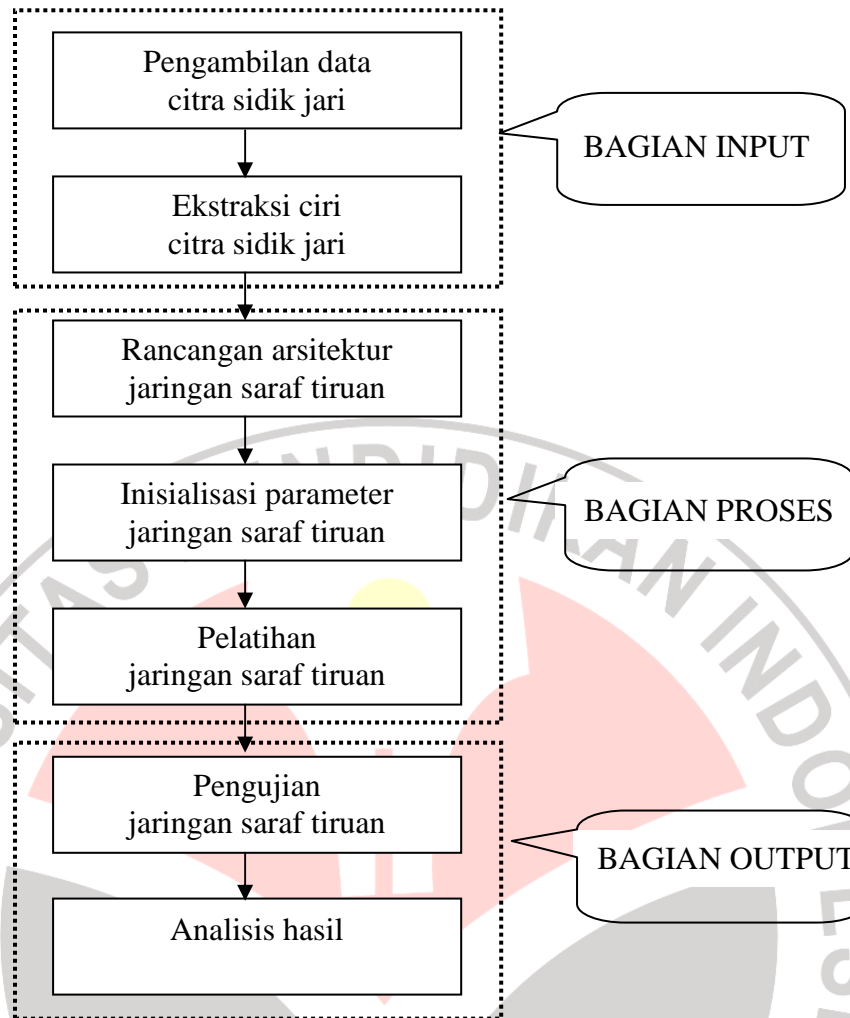 Pengambilan data
citra sidik jari
BAGIAN INPUT
Ekstraksi ciri
citra sidik jari
Rancangan arsitektur
jaringan saraf tiruan
Inisialisasi parameter
jaringan saraf tiruan
BAGIAN PROSES
Pelatihan
jaringan saraf tiruan
Pengujian
jaringan saraf tiruan
BAGIAN OUTPUT
Analisis hasil